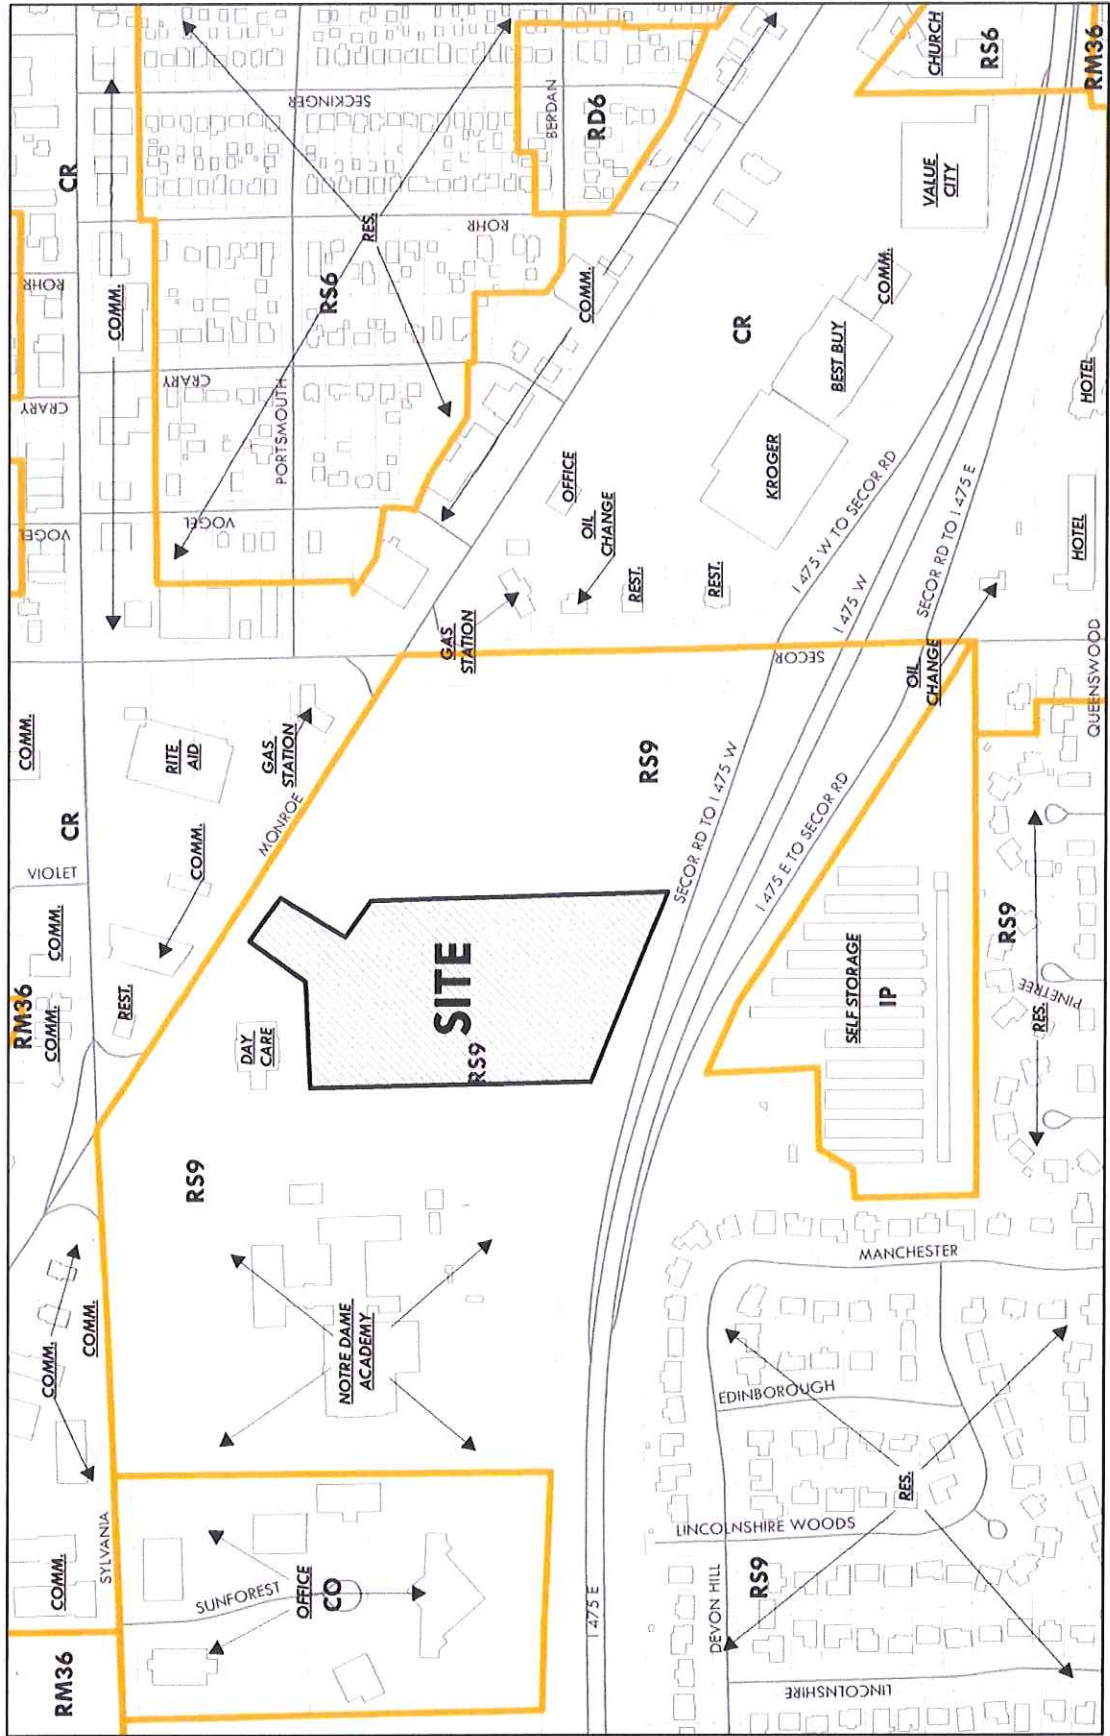 RM36
COMM.
SYLVANIA
SUNFOREST
OFFICE
CO
COMM.
COMM.
NOTRE DAME
ACADEMY
RS9
RM36
COMM.
COMM.
REST.
VIOLET
CR
COMM.
COMM.
RITE
AID
GAS
STATION
MONROE
DAY
CARE
SITE
RS9
RS9
VOGEL
CRARY
ROHR
CR
COMM.
VOGEL
CRARY
PORTSMOUTH
RS6
RES.
ROHR
SECKINGER
BERDAN
RD6
COMM.
GAS
STATION
OIL
CHANGE
OFFICE
REST.
REST.
CR
KROGER
BEST BUY
COMM.
VALUE
CITY
CHURCH
RS6
RM36
SECOR
I 475 W TO SECOR RD
I 475 W
SECOR RD TO I 475 E
SECOR RD TO I 475 W
I 475 E TO SECOR RD
I 475 E
OIL
CHANGE
HOTEL
HOTEL
QUEENSWOOD
SELF STORAGE
IP
RS9
PINETREE
RES.
MANCHESTER
EDINBOROUGH
RES.
LINCOLNSHIRE WOODS
DEVON HILL
RS9
LINCOLNSHIRE